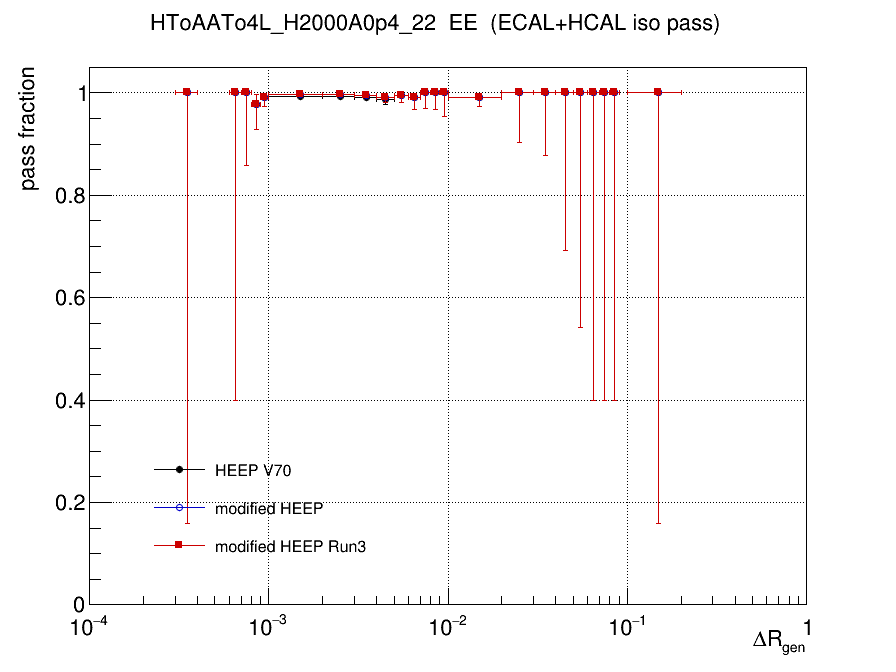 HToAATo4L_H2000A0p4_22 EE (ECAL+HCAL iso pass)
pass fraction
1
0.8
0.6
0.4
0.2
0
HEEP V70
modified HEEP
modified HEEP Run3
10⁻⁴ 10⁻³ 10⁻² 10⁻¹ 1
ΔR_gen